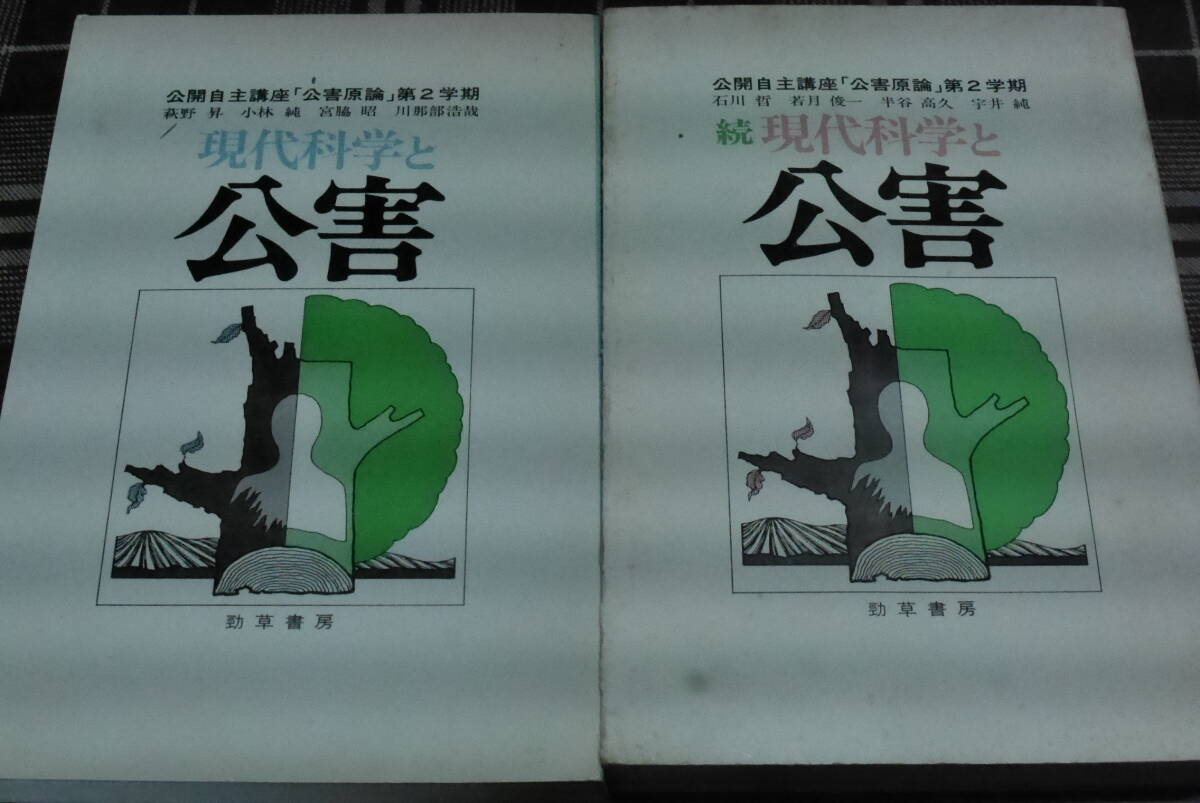 公開自主講座「公害原論」第2学期
萩野 昇 小林 純 宮脇 昭 川那部浩哉
現代科学と
公害
勁草書房
公開自主講座「公害原論」第2学期
石川 哲 若月 俊一 半谷 高久 宇井 純
続 現代科学と
公害
勁草書房